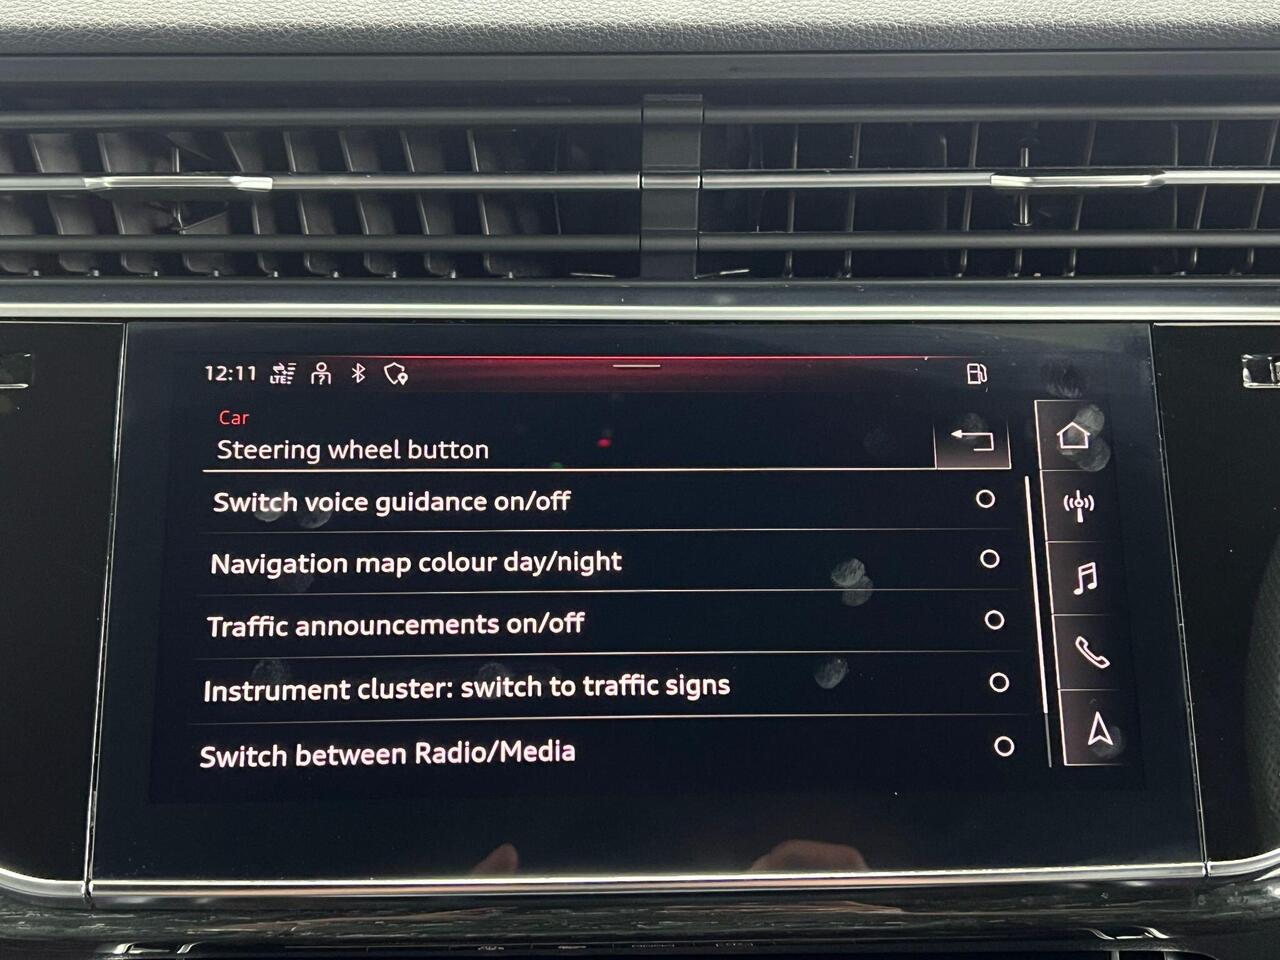 12:11 LTE
Car
Steering wheel button
Switch voice guidance on/off
Navigation map colour day/night
Traffic announcements on/off
Instrument cluster: switch to traffic signs
Switch between Radio/Media